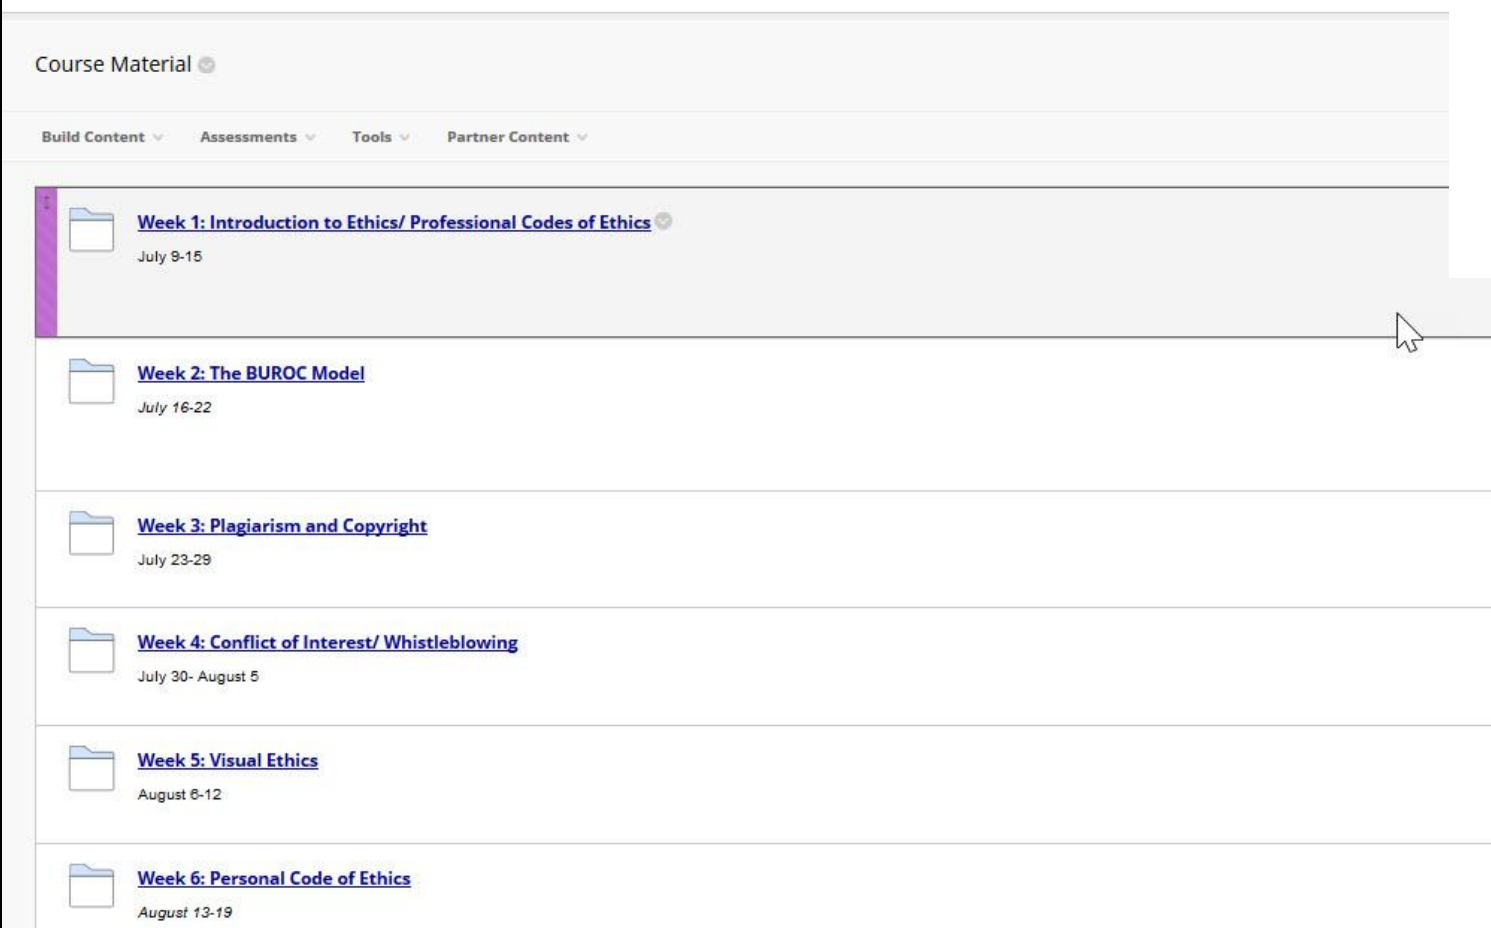 Course Material
Build Content Assessments Tools Partner Content
Week 1: Introduction to Ethics/ Professional Codes of Ethics
July 9-15
Week 2: The BUROC Model
July 16-22
Week 3: Plagiarism and Copyright
July 23-29
Week 4: Conflict of Interest/ Whistleblowing
July 30- August 5
Week 5: Visual Ethics
August 6-12
Week 6: Personal Code of Ethics
August 13-19